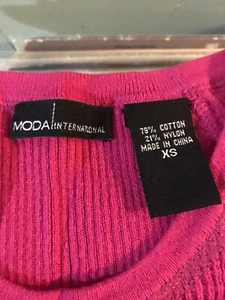 MODA INTERNATIONAL
79% COTTON
21% NYLON
MADE IN CHINA
XS